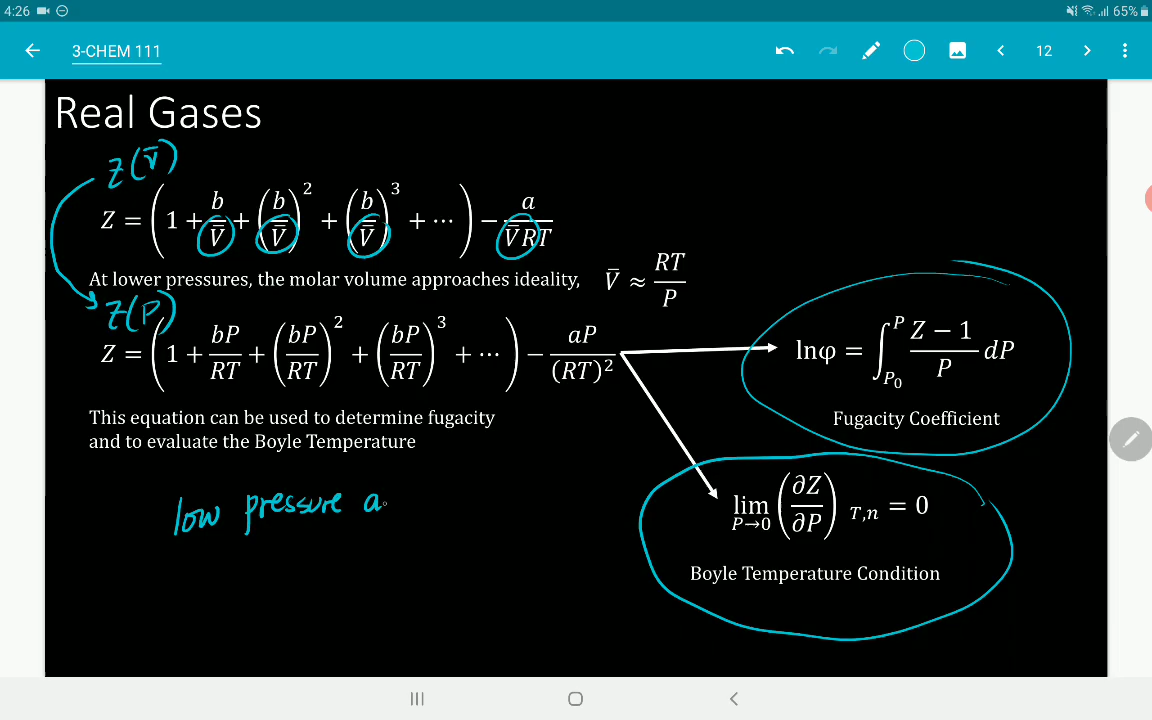 4:26 65%
3-CHEM 111
12
Real Gases
Z(V̅)
Z = (1 + b/V̅ + (b/V̅)² + (b/V̅)³ + ⋯) − a/V̅RT
At lower pressures, the molar volume approaches ideality, V̅ ≈ RT/P
Z(P)
Z = (1 + bP/RT + (bP/RT)² + (bP/RT)³ + ⋯) − aP/(RT)²
lnφ = ∫_{P₀}^{P} (Z − 1)/P dP
Fugacity Coefficient
This equation can be used to determine fugacity
and to evaluate the Boyle Temperature
low pressure a
lim_{P→0} (∂Z/∂P)_{T,n} = 0
Boyle Temperature Condition